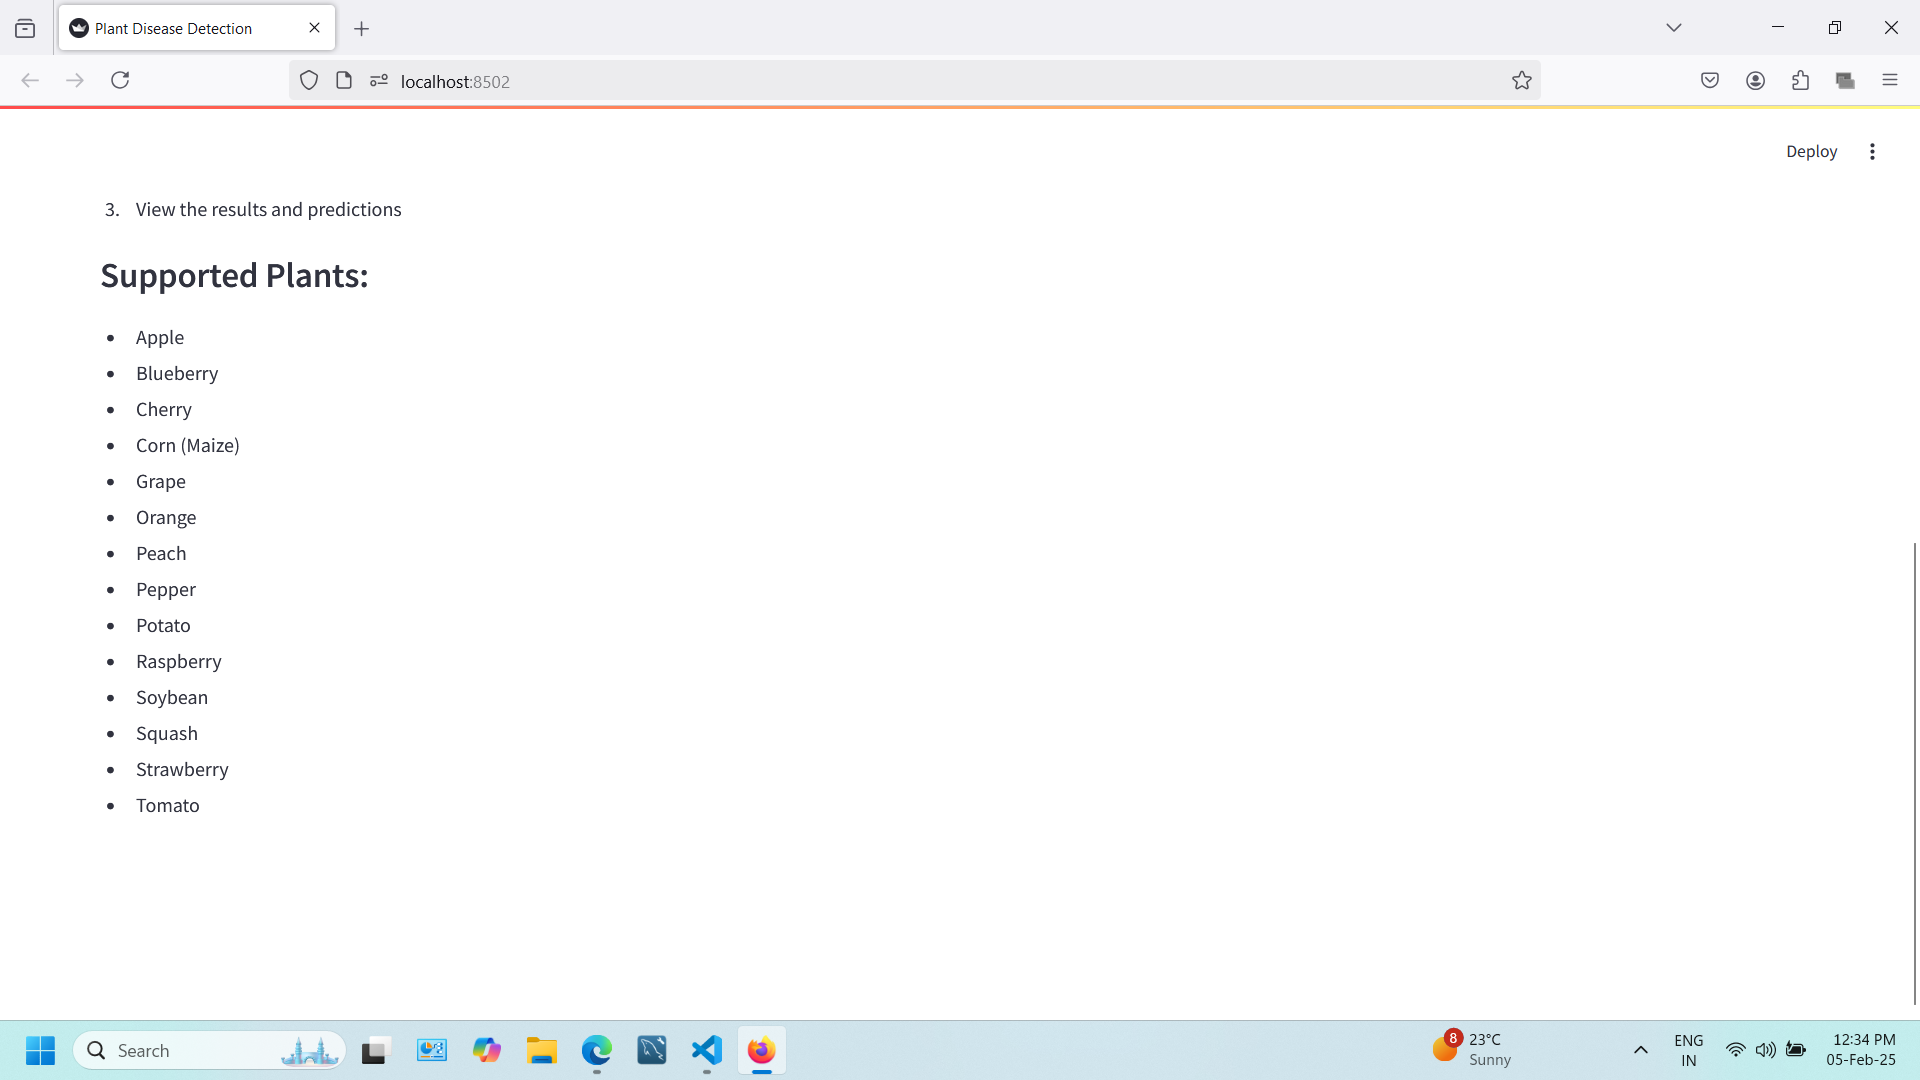 Plant Disease Detection
localhost:8502
Deploy
3. View the results and predictions
Supported Plants:
• Apple
• Blueberry
• Cherry
• Corn (Maize)
• Grape
• Orange
• Peach
• Pepper
• Potato
• Raspberry
• Soybean
• Squash
• Strawberry
• Tomato
Search
8
23°C
Sunny
ENG
IN
12:34 PM
05-Feb-25